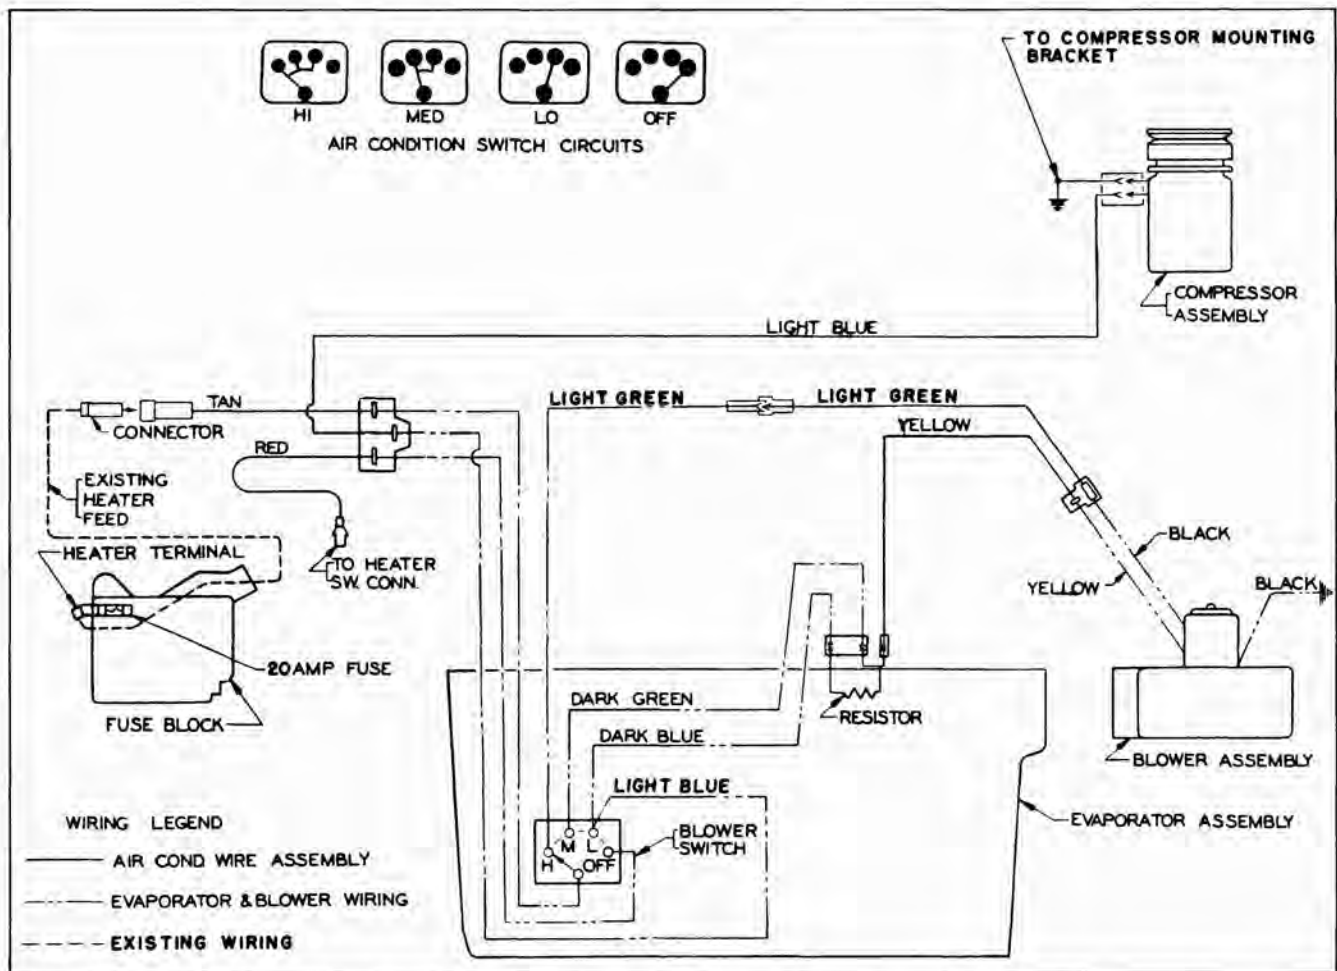 TO COMPRESSOR MOUNTING
BRACKET
HI
MED
LO
OFF
AIR CONDITION SWITCH CIRCUITS
COMPRESSOR
ASSEMBLY
LIGHT BLUE
TAN
CONNECTOR
LIGHT GREEN
LIGHT GREEN
YELLOW
RED
EXISTING
HEATER
FEED
HEATER TERMINAL
TO HEATER
SW. CONN.
BLACK
YELLOW
BLACK
20 AMP FUSE
FUSE BLOCK
DARK GREEN
RESISTOR
DARK BLUE
BLOWER ASSEMBLY
LIGHT BLUE
BLOWER
SWITCH
M L
H OFF
EVAPORATOR ASSEMBLY
WIRING LEGEND
AIR COND WIRE ASSEMBLY
EVAPORATOR & BLOWER WIRING
EXISTING WIRING